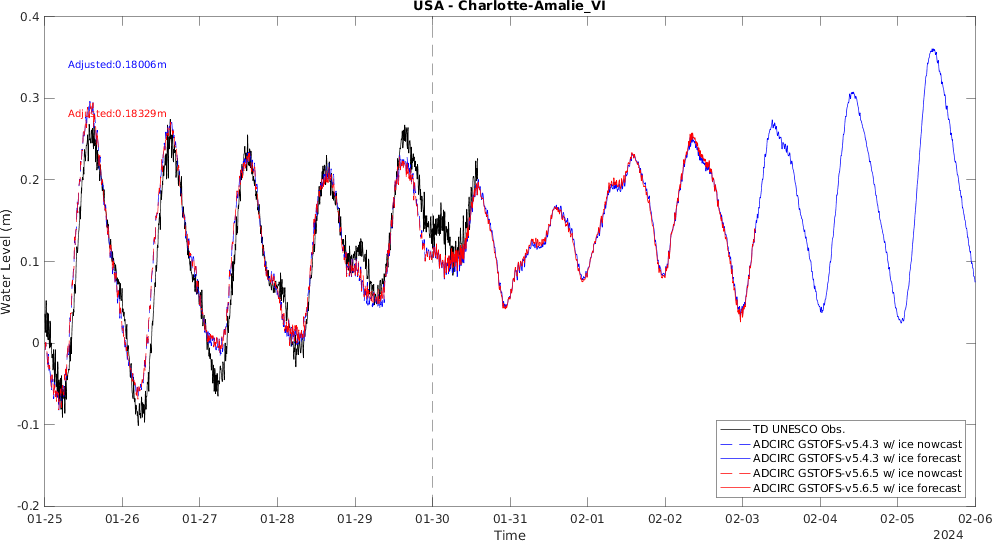 USA - Charlotte-Amalie_VI
Adjusted:0.18006m
Adjusted:0.18329m
Water Level (m)
0.4
0.3
0.2
0.1
0
-0.1
-0.2
TD UNESCO Obs.
ADCIRC GSTOFS-v5.4.3 w/ ice nowcast
ADCIRC GSTOFS-v5.4.3 w/ ice forecast
ADCIRC GSTOFS-v5.6.5 w/ ice nowcast
ADCIRC GSTOFS-v5.6.5 w/ ice forecast
01-25 01-26 01-27 01-28 01-29 01-30 01-31 02-01 02-02 02-03 02-04 02-05 02-06
Time
2024